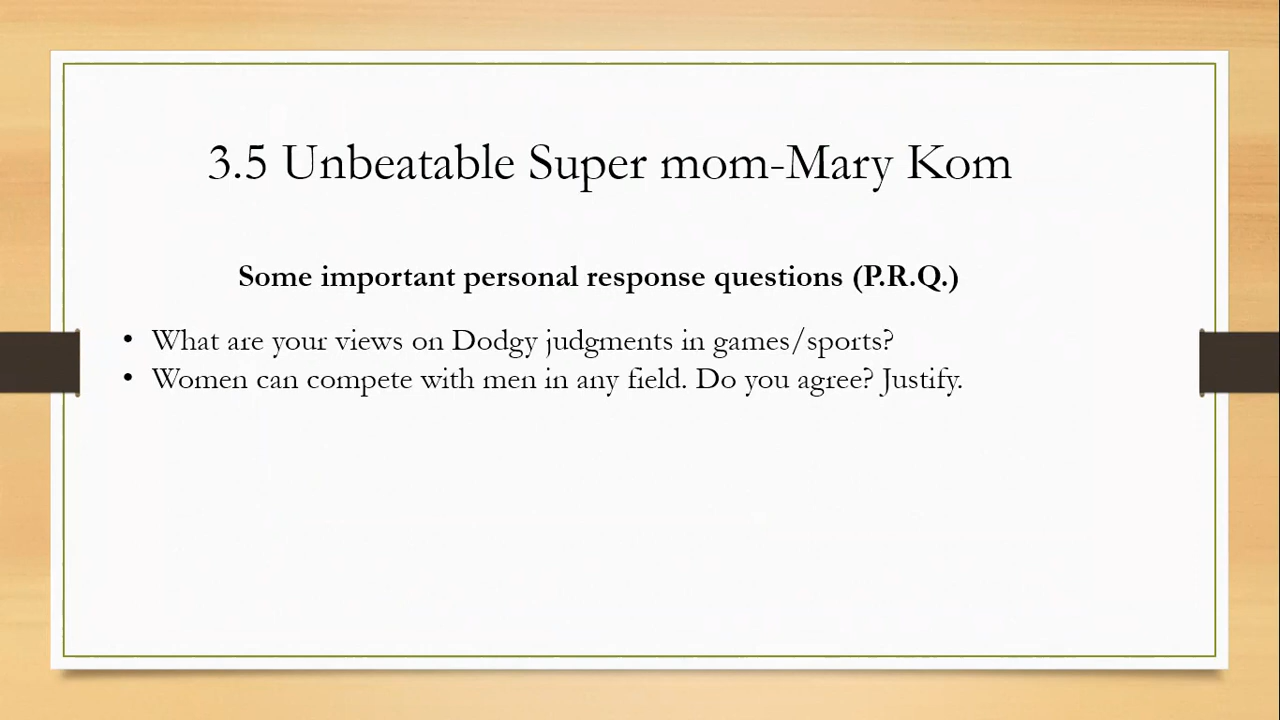 3.5 Unbeatable Super mom-Mary Kom
Some important personal response questions (P.R.Q.)
• What are your views on Dodgy judgments in games/sports?
• Women can compete with men in any field. Do you agree? Justify.